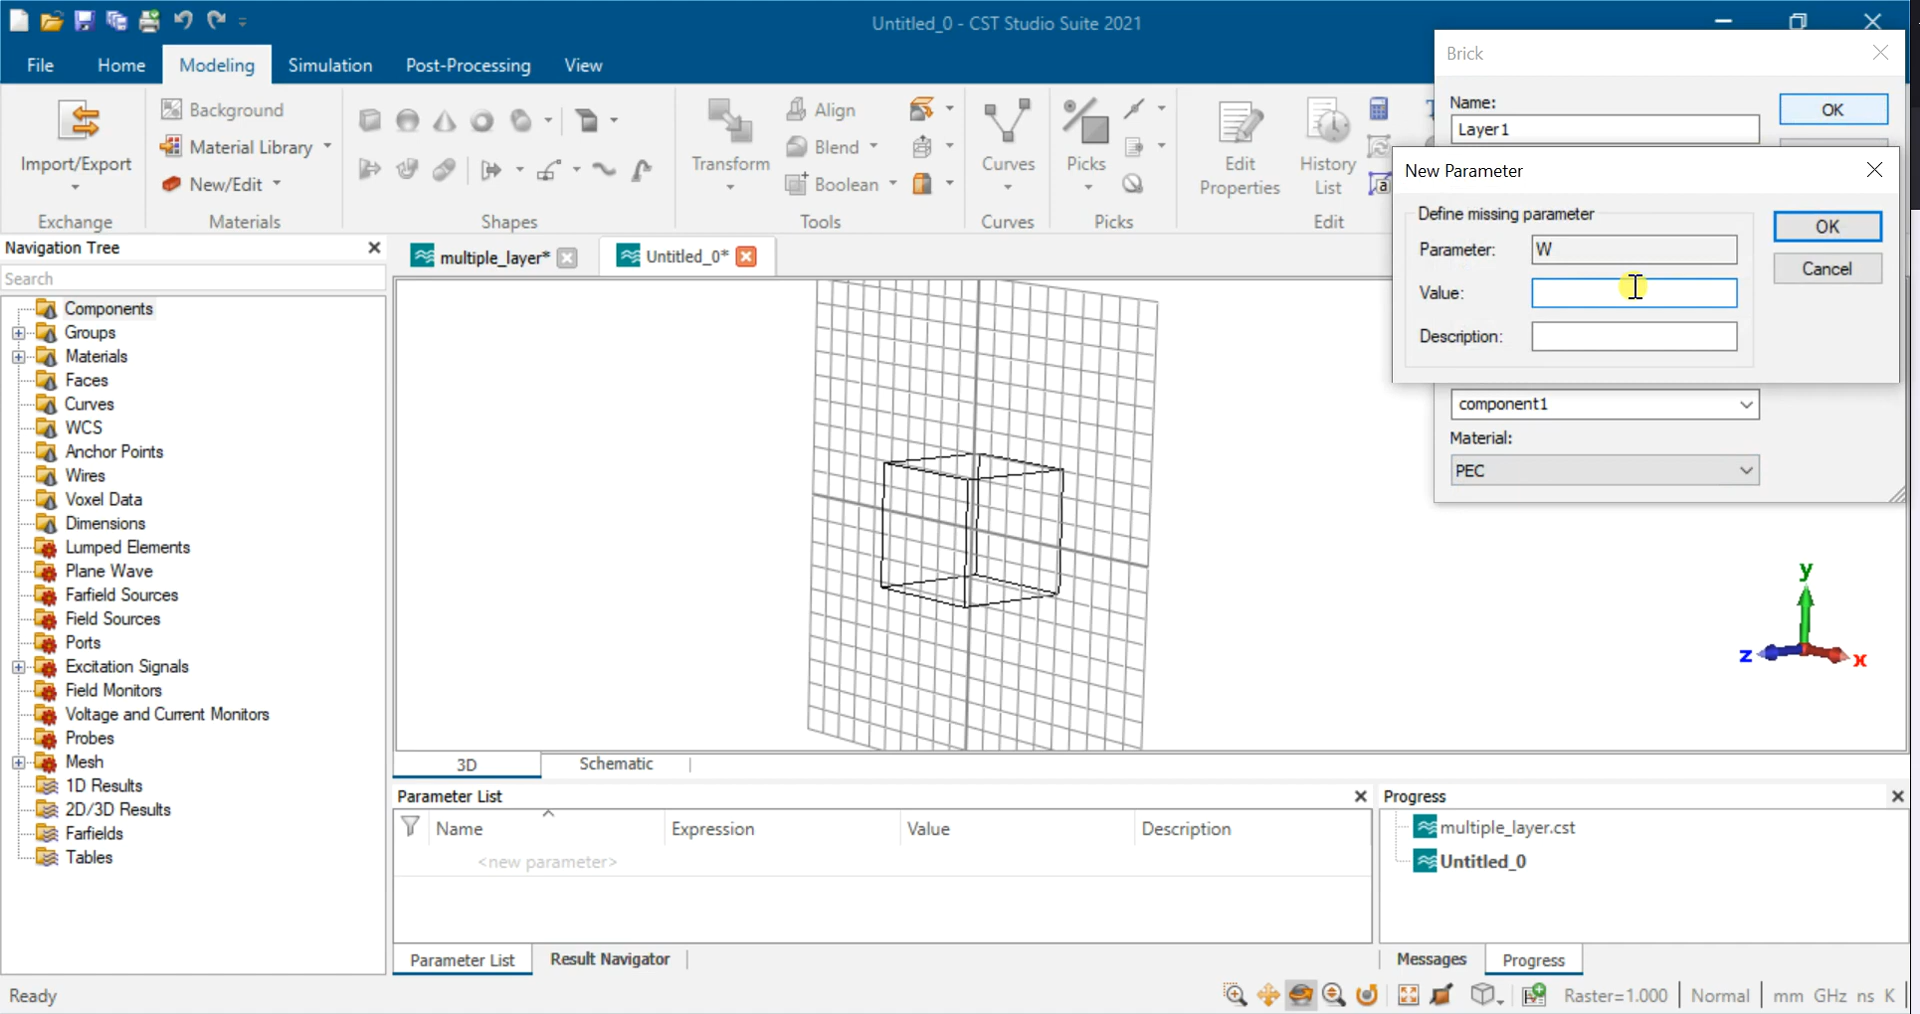 Untitled_0 - CST Studio Suite 2021
File
Home
Modeling
Simulation
Post-Processing
View
Import/Export
Exchange
Background
Material Library
New/Edit
Materials
Shapes
Transform
Align
Blend
Boolean
Tools
Curves
Curves
Picks
Picks
Edit
Properties
History
List
Edit
Brick
Name:
OK
Layer1
New Parameter
Define missing parameter
Parameter:
W
OK
Value:
Cancel
Description:
component1
Material:
PEC
Navigation Tree
Search
Components
Groups
Materials
Faces
Curves
WCS
Anchor Points
Wires
Voxel Data
Dimensions
Lumped Elements
Plane Wave
Farfield Sources
Field Sources
Ports
Excitation Signals
Field Monitors
Voltage and Current Monitors
Probes
Mesh
1D Results
2D/3D Results
Farfields
Tables
multiple_layer*
Untitled_0*
y
z
x
3D
Schematic
Parameter List
Name
Expression
Value
Description
<new parameter>
Parameter List
Result Navigator
Progress
multiple_layer.cst
Untitled_0
Messages
Progress
Ready
Raster=1.000
Normal
mm GHz ns K